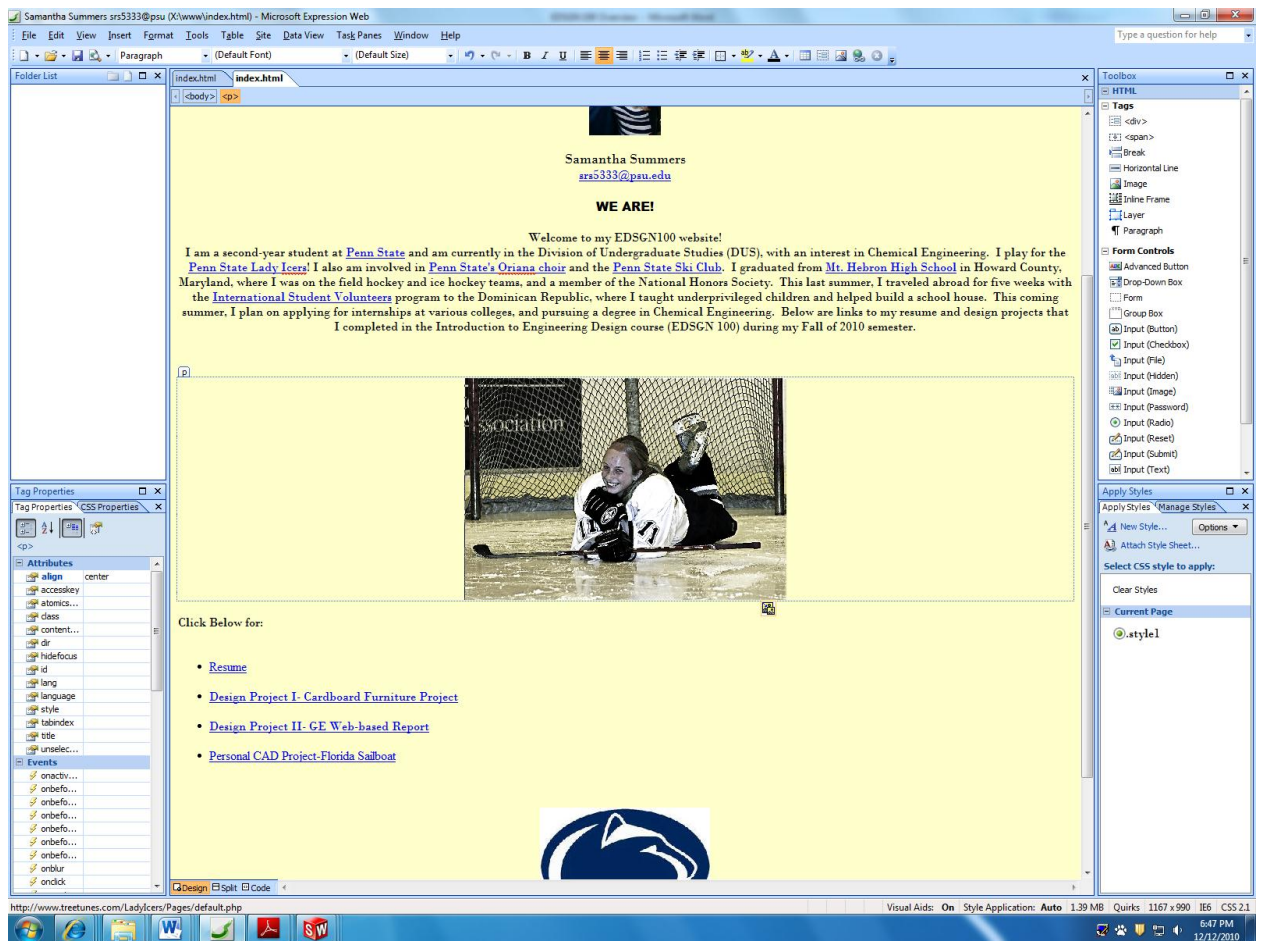 Samantha Summers srs5333@psu (X:\www\index.html) - Microsoft Expression Web
File Edit View Insert Format Tools Table Site Data View Task Panes Window Help
Type a question for help
Paragraph (Default Font) (Default Size) B I U
Folder List
index.html index.html
<body> <p>
Samantha Summers
srs5333@psu.edu
WE ARE!
Welcome to my EDSGN100 website!
I am a second-year student at Penn State and am currently in the Division of Undergraduate Studies (DUS), with an interest in Chemical Engineering. I play for the
Penn State Lady Icers! I also am involved in Penn State's Oriana choir and the Penn State Ski Club. I graduated from Mt. Hebron High School in Howard County,
Maryland, where I was on the field hockey and ice hockey teams, and a member of the National Honors Society. This last summer, I traveled abroad for five weeks with
the International Student Volunteers program to the Dominican Republic, where I taught underprivileged children and helped build a school house. This coming
summer, I plan on applying for internships at various colleges, and pursuing a degree in Chemical Engineering. Below are links to my resume and design projects that
I completed in the Introduction to Engineering Design course (EDSGN 100) during my Fall of 2010 semester.
p
ssociation
11
Click Below for:
Resume
Design Project I- Cardboard Furniture Project
Design Project II- GE Web-based Report
Personal CAD Project-Florida Sailboat
Design Split Code
Toolbox
HTML
Tags
<div>
<span>
Break
Horizontal Line
Image
Inline Frame
Layer
Paragraph
Form Controls
Advanced Button
Drop-Down Box
Form
Group Box
Input (Button)
Input (Checkbox)
Input (File)
Input (Hidden)
Input (Image)
Input (Password)
Input (Radio)
Input (Reset)
Input (Submit)
Input (Text)
Tag Properties
Tag Properties CSS Properties
<p>
Attributes
align center
accesskey
atomics...
class
content...
dir
hidefocus
id
lang
language
style
tabindex
title
unselec...
Events
onactiv...
onbefo...
onbefo...
onbefo...
onbefo...
onbefo...
onbefo...
onblur
onclick
Apply Styles
Apply Styles Manage Styles
New Style... Options
Attach Style Sheet...
Select CSS style to apply:
Clear Styles
Current Page
.style1
http://www.treetunes.com/LadyIcers/Pages/default.php
Visual Aids: On Style Application: Auto 1.39 MB Quirks 1167 x 990 IE6 CSS 2.1
6:47 PM
12/12/2010